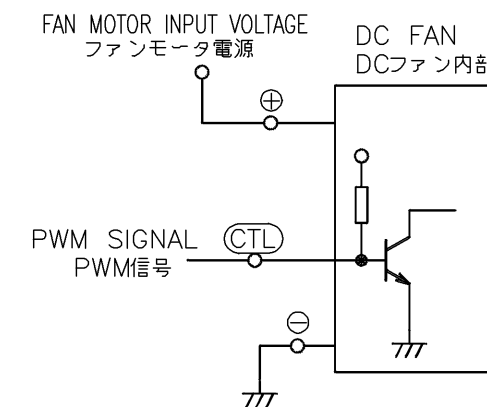 FAN MOTOR INPUT VOLTAGE
ファンモータ電源
DC FAN
DCファン内部
⊕
PWM SIGNAL
CTL
PWM信号
⊖